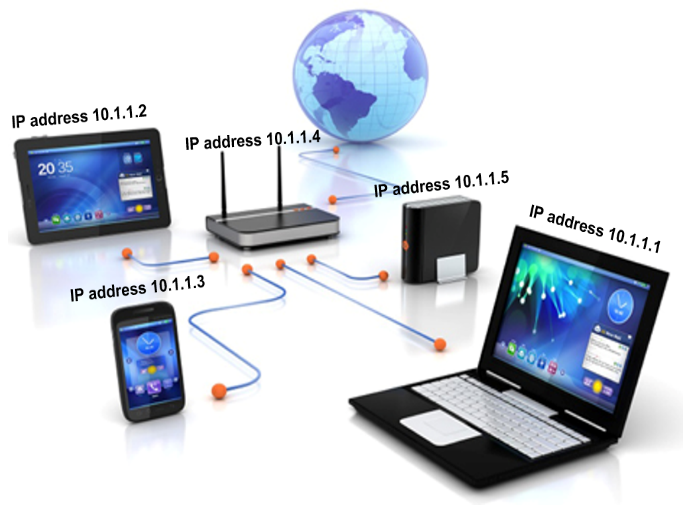 IP address 10.1.1.2
IP address 10.1.1.4
IP address 10.1.1.5
IP address 10.1.1.1
20 35
IP address 10.1.1.3